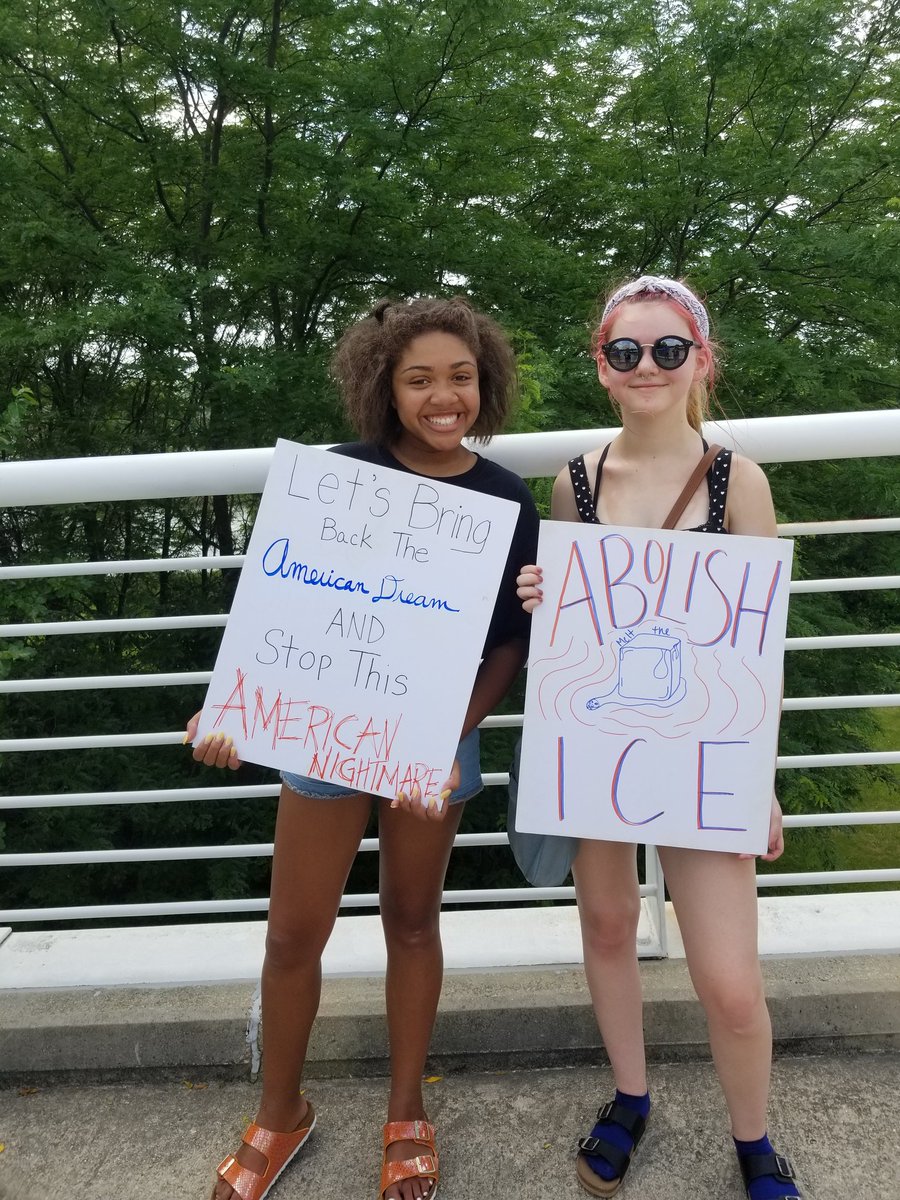 Let's Bring
Back The
American Dream
AND
Stop This
AMERICAN
NIGHTMARE
ABOLISH
Melt the
ICE